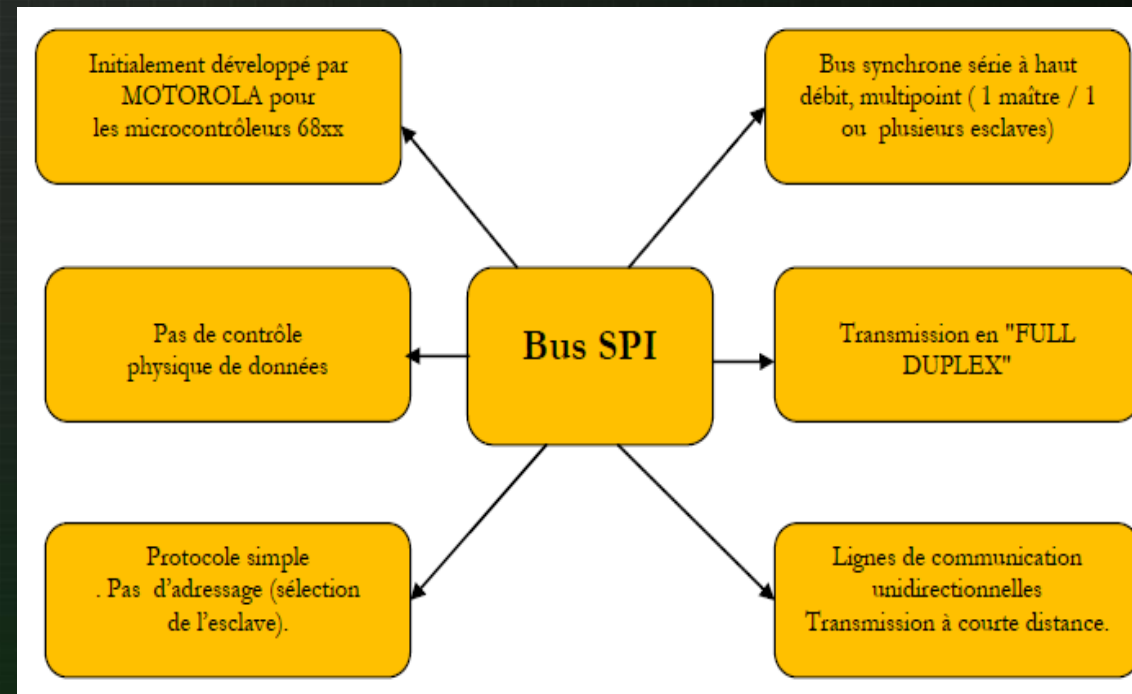 Initialement développé par
MOTOROLA pour
les microcontrôleurs 68xx
Bus synchrone série à haut
débit, multipoint ( 1 maître / 1
ou plusieurs esclaves)
Pas de contrôle
physique de données
Bus SPI
Transmission en "FULL
DUPLEX"
Protocole simple
. Pas d’adressage (sélection
de l’esclave).
Lignes de communication
unidirectionnelles
Transmission à courte distance.